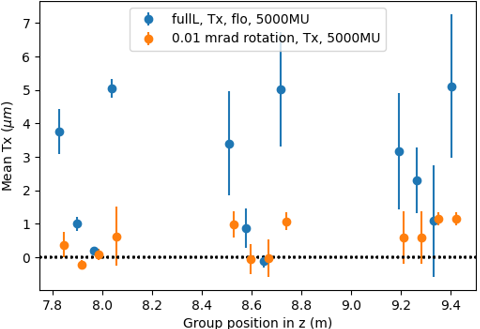 fullL, Tx, flo, 5000MU
0.01 mrad rotation, Tx, 5000MU
Mean Tx (μm)
7
6
5
4
3
2
1
0
7.8 8.0 8.2 8.4 8.6 8.8 9.0 9.2 9.4
Group position in z (m)